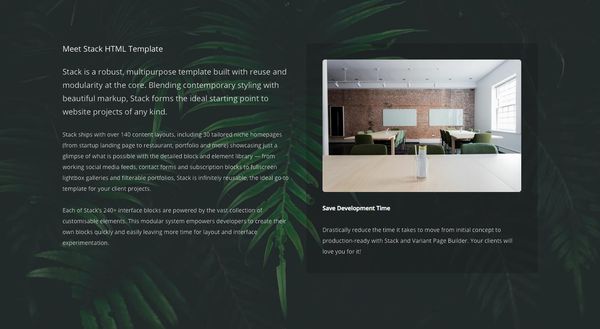 Meet Stack HTML Template
Stack is a robust, multipurpose template built with reuse and
modularity at the core. Blending contemporary styling with
beautiful markup, Stack forms the ideal starting point to
website projects of any kind.
Stack ships with over 140 content layouts, including 30 tailored niche homepages
(from startup landing page to restaurant, portfolio and more) showcasing just a
glimpse of what is possible with the detailed block and element library — from
working social media feeds, contact forms and subscription blocks to fullscreen
lightbox galleries and filterable portfolios, Stack is infinitely reusable, the ideal go-to
template for your client projects.
Each of Stack's 240+ interface blocks are powered by the vast collection of
customisable elements. This modular system empowers developers to create their
own blocks quickly and easily leaving more time for layout and interface
experimentation.
Save Development Time
Drastically reduce the time it takes to move from initial concept to
production-ready with Stack and Variant Page Builder. Your clients will
love you for it!